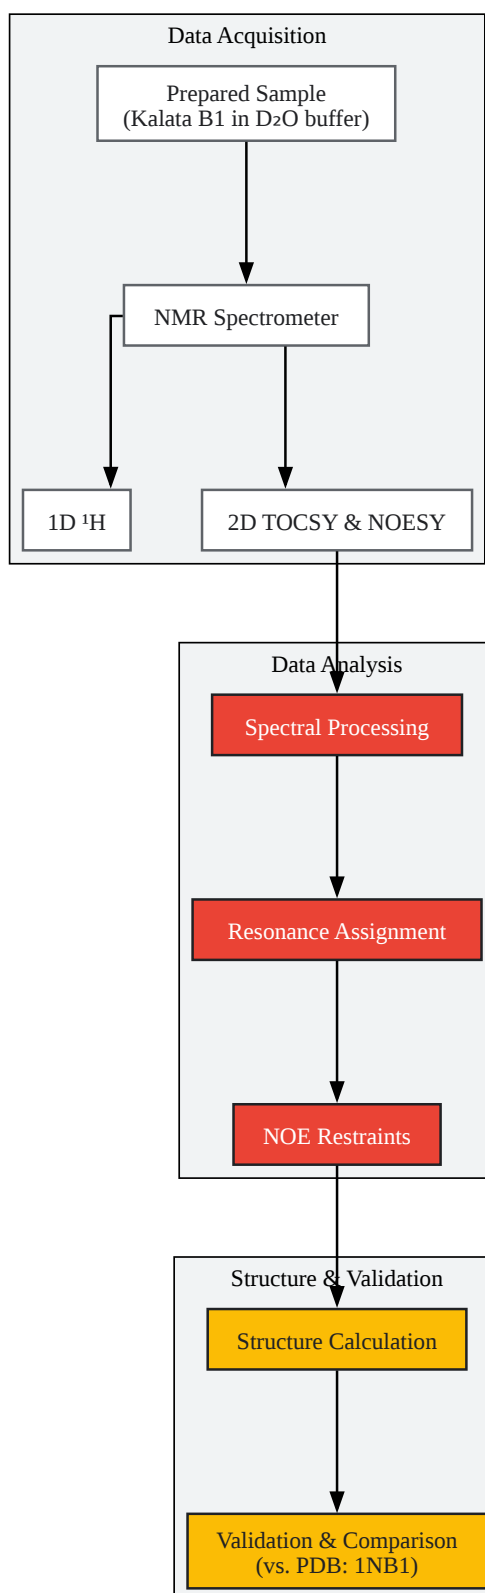 Data Acquisition
Prepared Sample
(Kalata B1 in D₂O buffer)
NMR Spectrometer
1D ¹H
2D TOCSY & NOESY
Data Analysis
Spectral Processing
Resonance Assignment
NOE Restraints
Structure & Validation
Structure Calculation
Validation & Comparison
(vs. PDB: 1NB1)